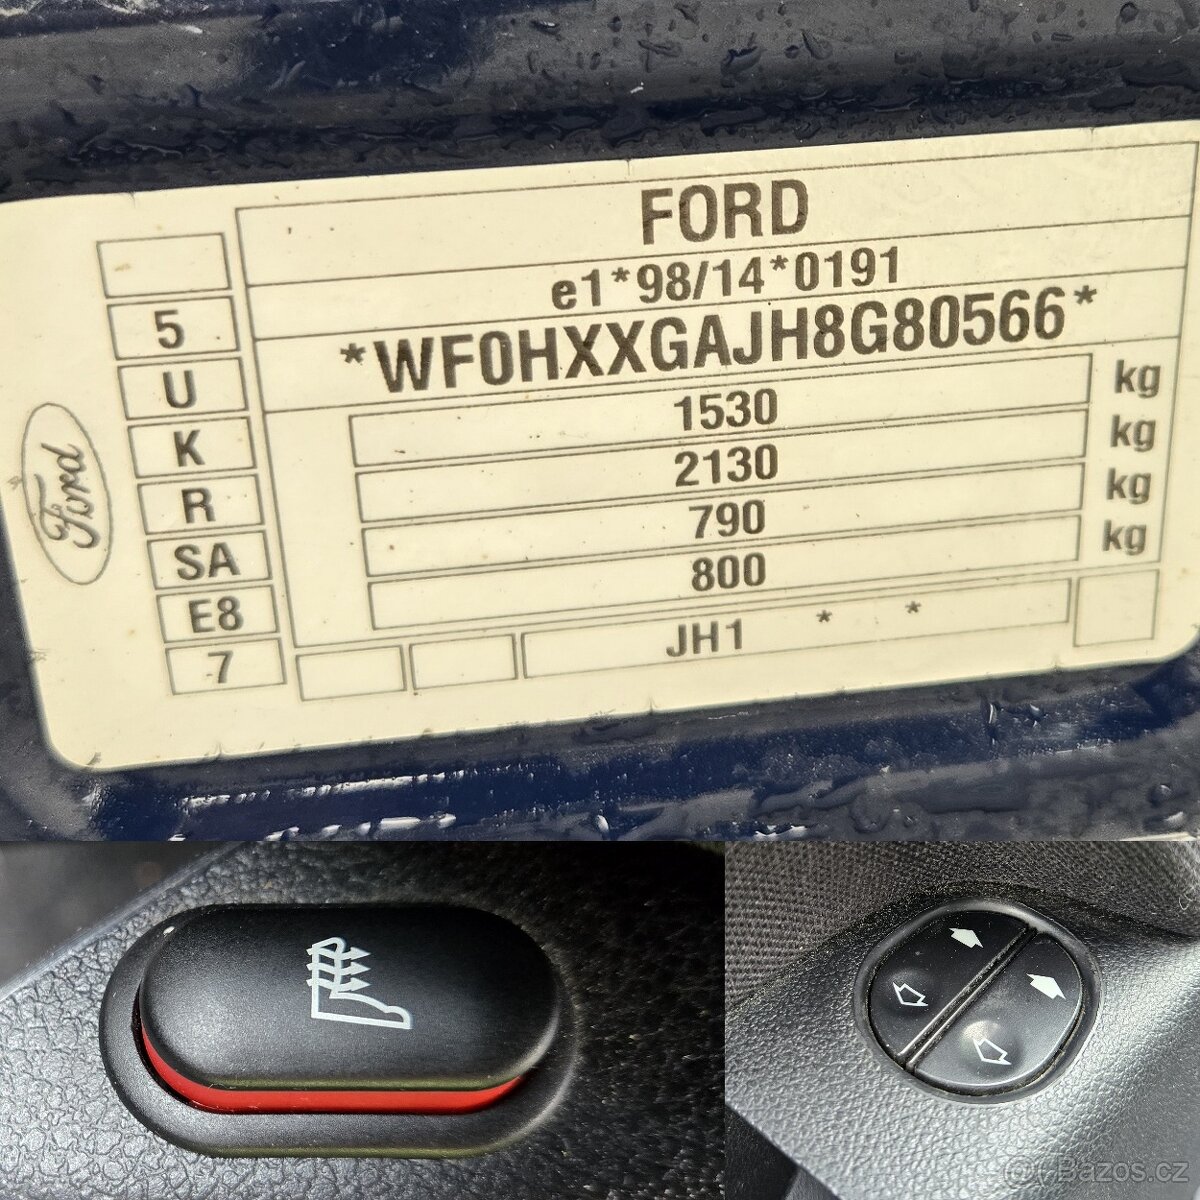 FORD
e1*98/14*0191
*WF0HXXGAJH8G80566*
1530 kg
2130 kg
790 kg
800 kg
JH1 * *
5
U
K
R
SA
E8
7
Ford
Bazos.cz